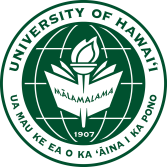 UNIVERSITY OF HAWAIʻI
MĀLAMALAMA
1907
UA MAU KE EA O KA ʻĀINA I KA PONO